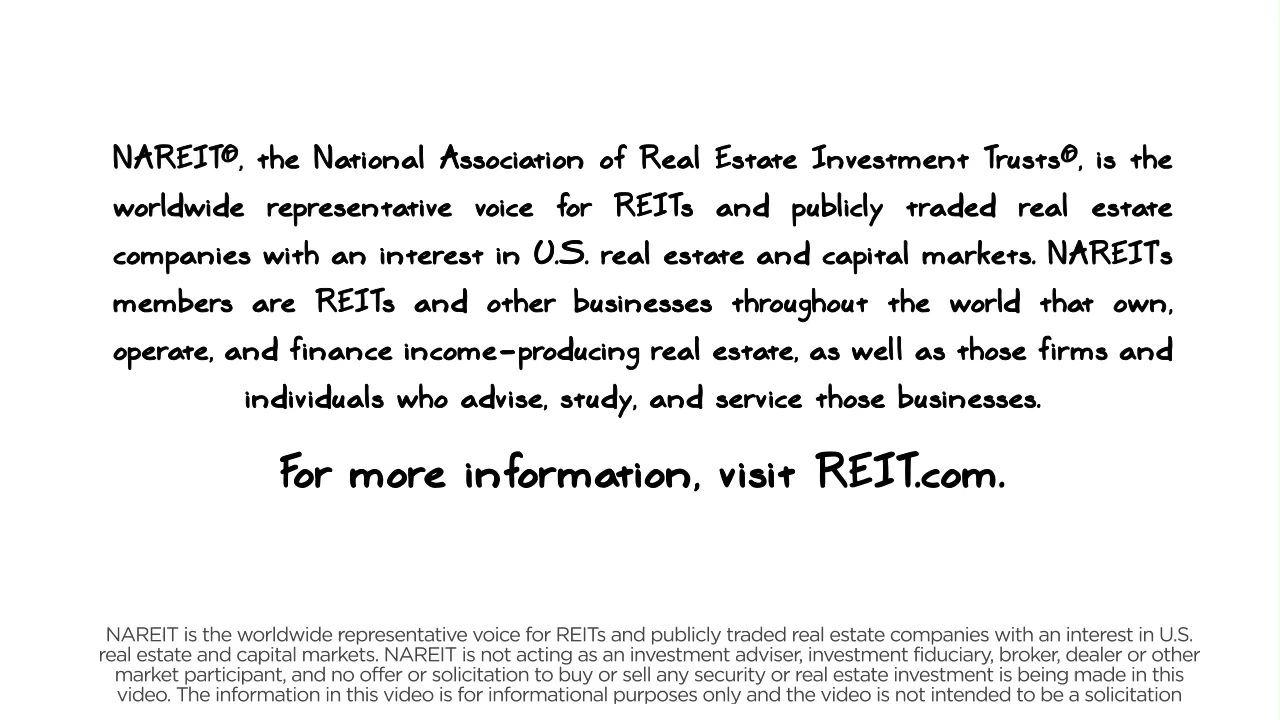 NAREIT®, the National Association of Real Estate Investment Trusts®, is the
worldwide representative voice for REITs and publicly traded real estate
companies with an interest in U.S. real estate and capital markets. NAREITs
members are REITs and other businesses throughout the world that own,
operate, and finance income-producing real estate, as well as those firms and
individuals who advise, study, and service those businesses.
For more information, visit REIT.com.
NAREIT is the worldwide representative voice for REITs and publicly traded real estate companies with an interest in U.S.
real estate and capital markets. NAREIT is not acting as an investment adviser, investment fiduciary, broker, dealer or other
market participant, and no offer or solicitation to buy or sell any security or real estate investment is being made in this
video. The information in this video is for informational purposes only and the video is not intended to be a solicitation